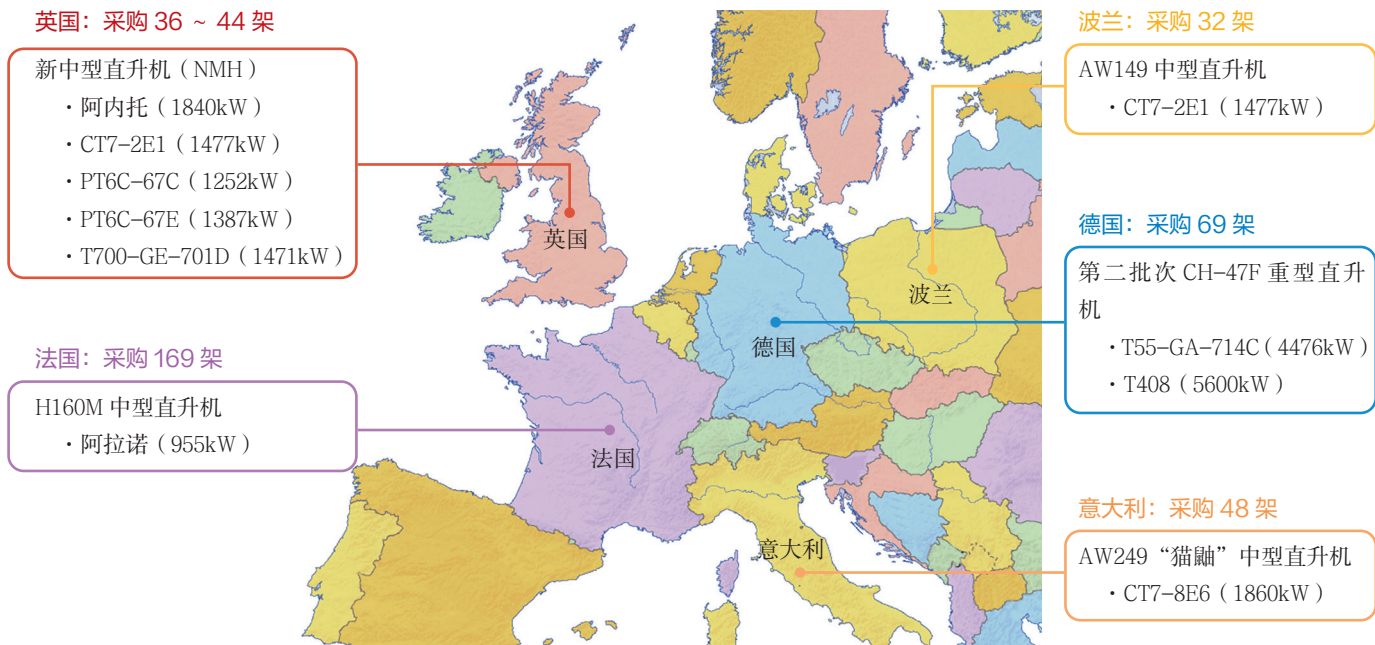 英国：采购 36 ~ 44 架
新中型直升机（NMH）
·阿内托（1840kW）
·CT7–2E1（1477kW）
·PT6C–67C（1252kW）
·PT6C–67E（1387kW）
·T700–GE–701D（1471kW）
法国：采购 169 架
H160M 中型直升机
·阿拉诺（955kW）
英国
法国
德国
波兰
意大利
波兰：采购 32 架
AW149 中型直升机
·CT7–2E1（1477kW）
德国：采购 69 架
第二批次 CH–47F 重型直升
机
·T55–GA–714C（4476kW）
·T408（5600kW）
意大利：采购 48 架
AW249 “猫鼬”中型直升机
·CT7–8E6（1860kW）